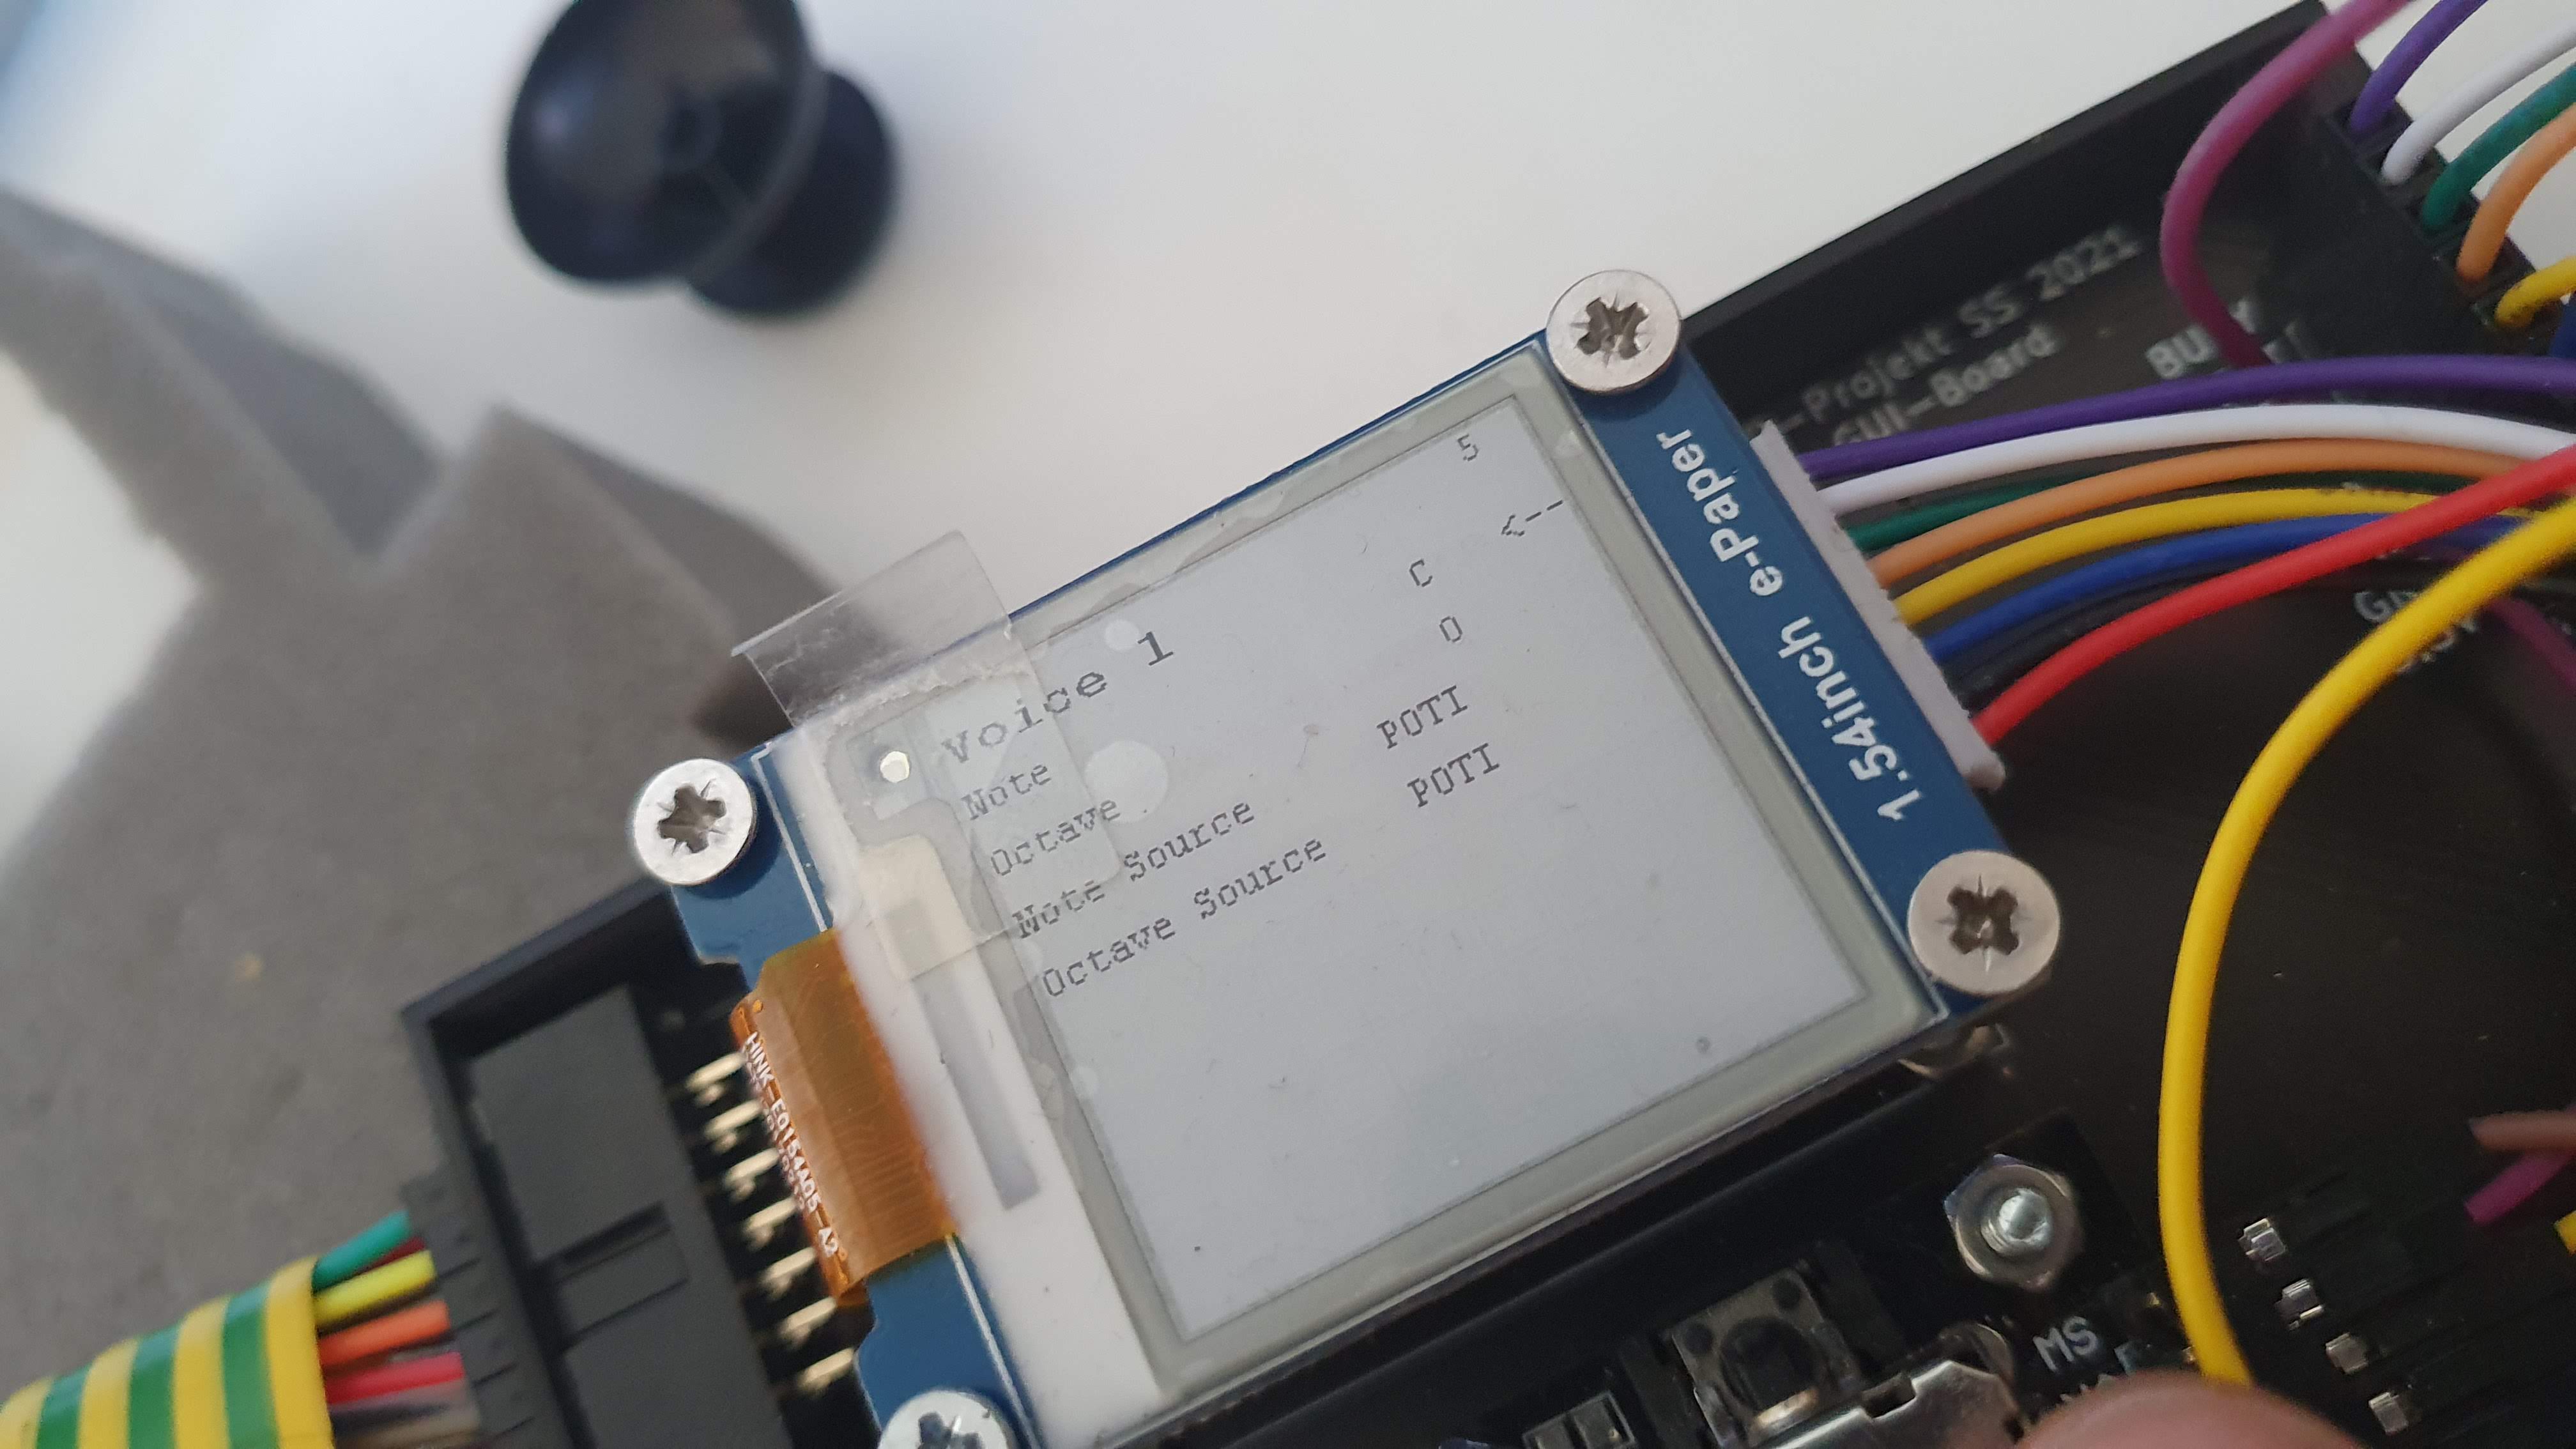 HINK-E0154A05-A2
Voice 1 5
Note C <--
Octave 0
Note Source POTI
Octave Source POTI
1.54inch e-Paper
-Projekt SS 2021
GUI-Board
MS